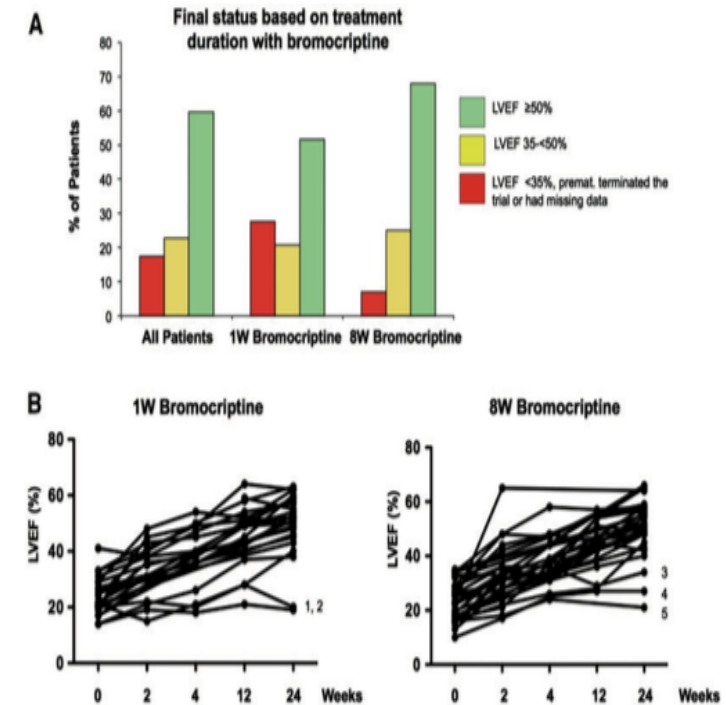 A
Final status based on treatment
duration with bromocriptine
80
70
60
50
40
30
20
10
0
% of Patients
All Patients
1W Bromocriptine
8W Bromocriptine
LVEF ≥50%
LVEF 35-<50%
LVEF <35%, premat. terminated the
trial or had missing data
B
1W Bromocriptine
80
60
40
20
0
LVEF (%)
1, 2
0 2 4 12 24 Weeks
8W Bromocriptine
80
60
40
20
0
LVEF (%)
3
4
5
0 2 4 12 24 Weeks